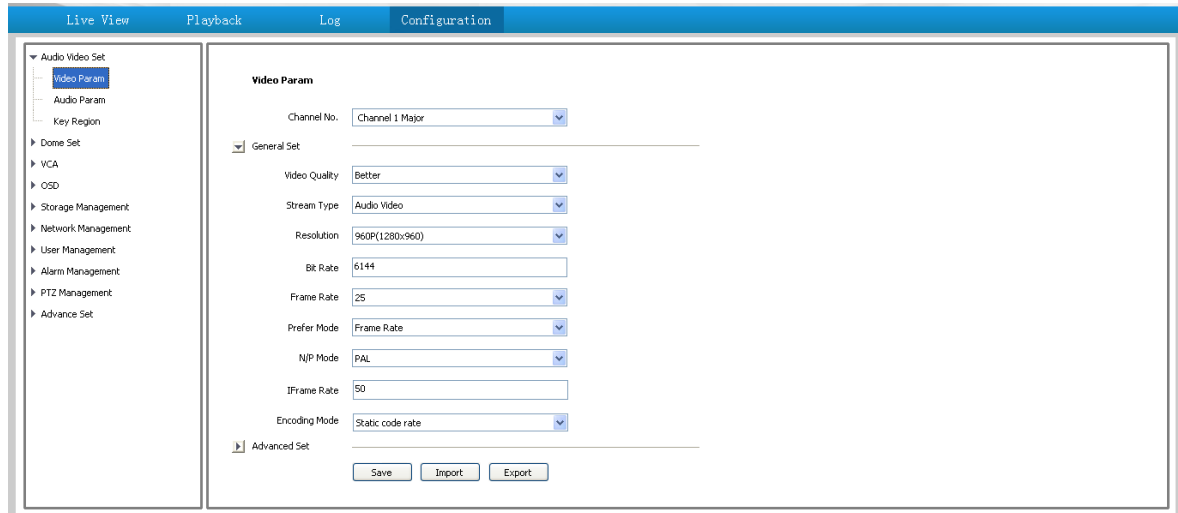 Live View Playback Log Configuration
Audio Video Set
Video Param
Audio Param
Key Region
Dome Set
VCA
OSD
Storage Management
Network Management
User Management
Alarm Management
PTZ Management
Advance Set
Video Param
Channel No. Channel 1 Major
General Set
Video Quality Better
Stream Type Audio Video
Resolution 960P(1280x960)
Bit Rate 6144
Frame Rate 25
Prefer Mode Frame Rate
N/P Mode PAL
IFrame Rate 50
Encoding Mode Static code rate
Advanced Set
Save Import Export